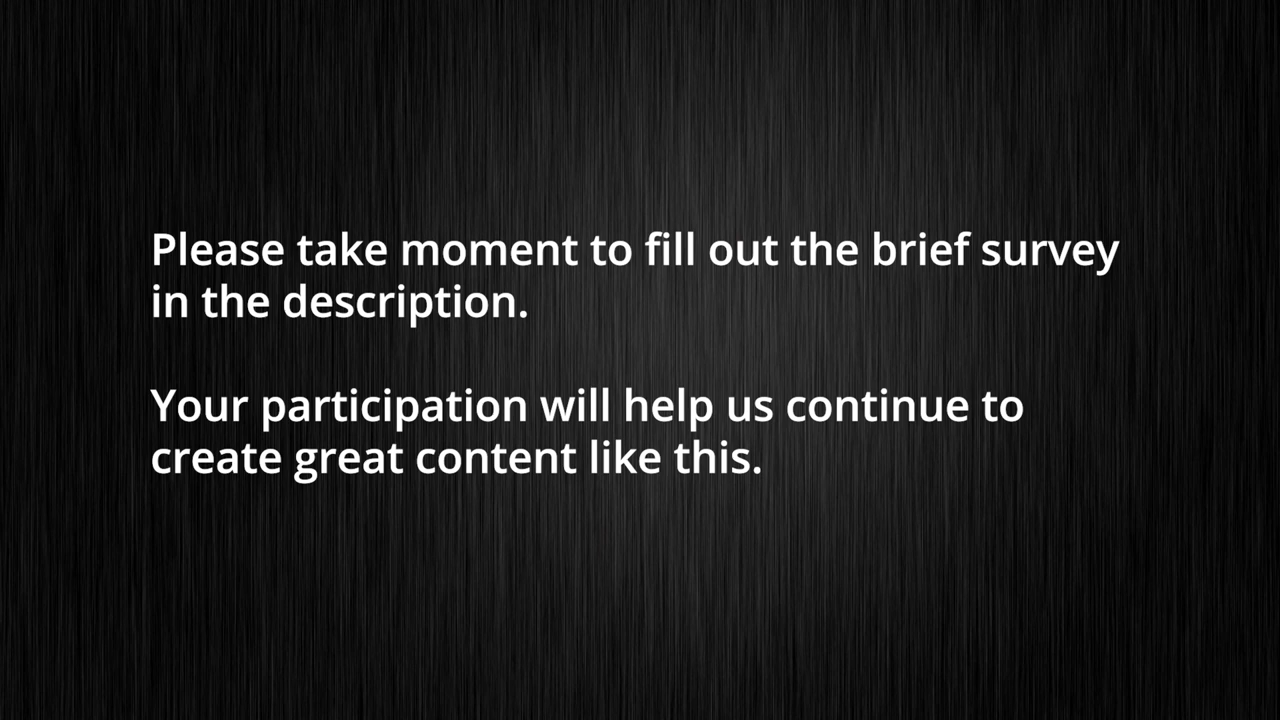 Please take moment to fill out the brief survey
in the description.
Your participation will help us continue to
create great content like this.